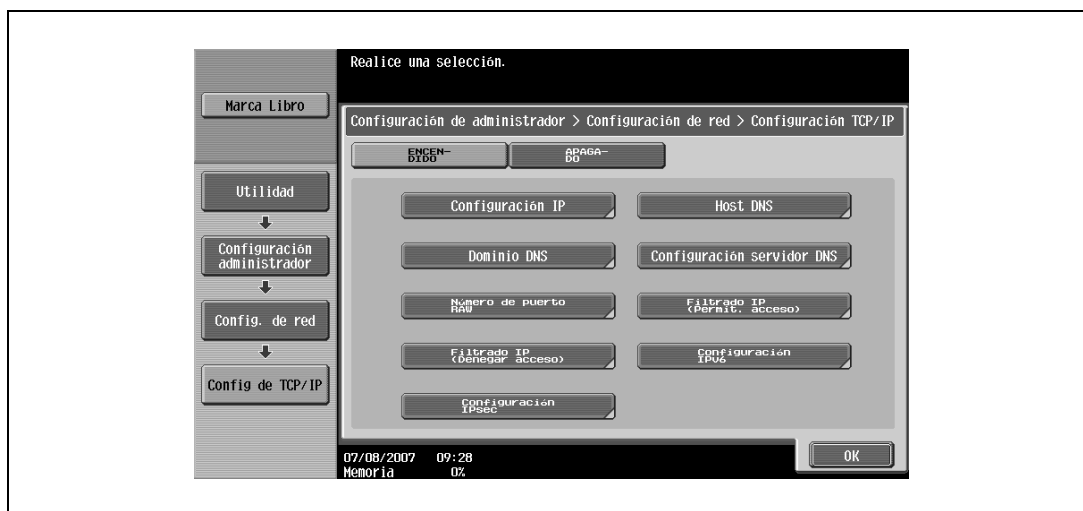 Realice una selección.
Marca Libro
Configuración de administrador > Configuración de red > Configuración TCP/IP
ENCEN-
DIDO
APAGA-
DO
Utilidad
Configuración
administrador
Config. de red
Config de TCP/IP
Configuración IP
Host DNS
Dominio DNS
Configuración servidor DNS
Número de puerto
RAW
Filtrado IP
(Permit. acceso)
Filtrado IP
(Denegar acceso)
Configuración
IPv6
Configuración
IPsec
07/08/2007 09:28
Memoria 0%
OK